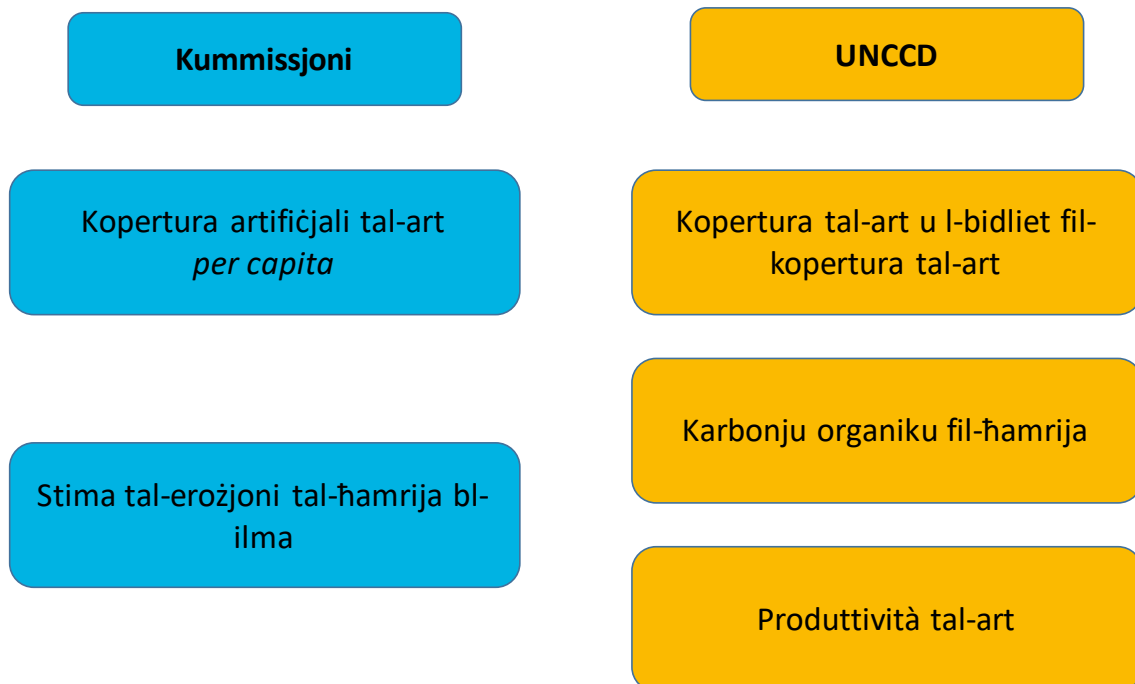 Kummissjoni
UNCCD
Kopertura artifiċjali tal-art
per capita
Kopertura tal-art u l-bidliet fil-
kopertura tal-art
Karbonju organiku fil-ħamrija
Stima tal-erożjoni tal-ħamrija bl-
ilma
Produttività tal-art